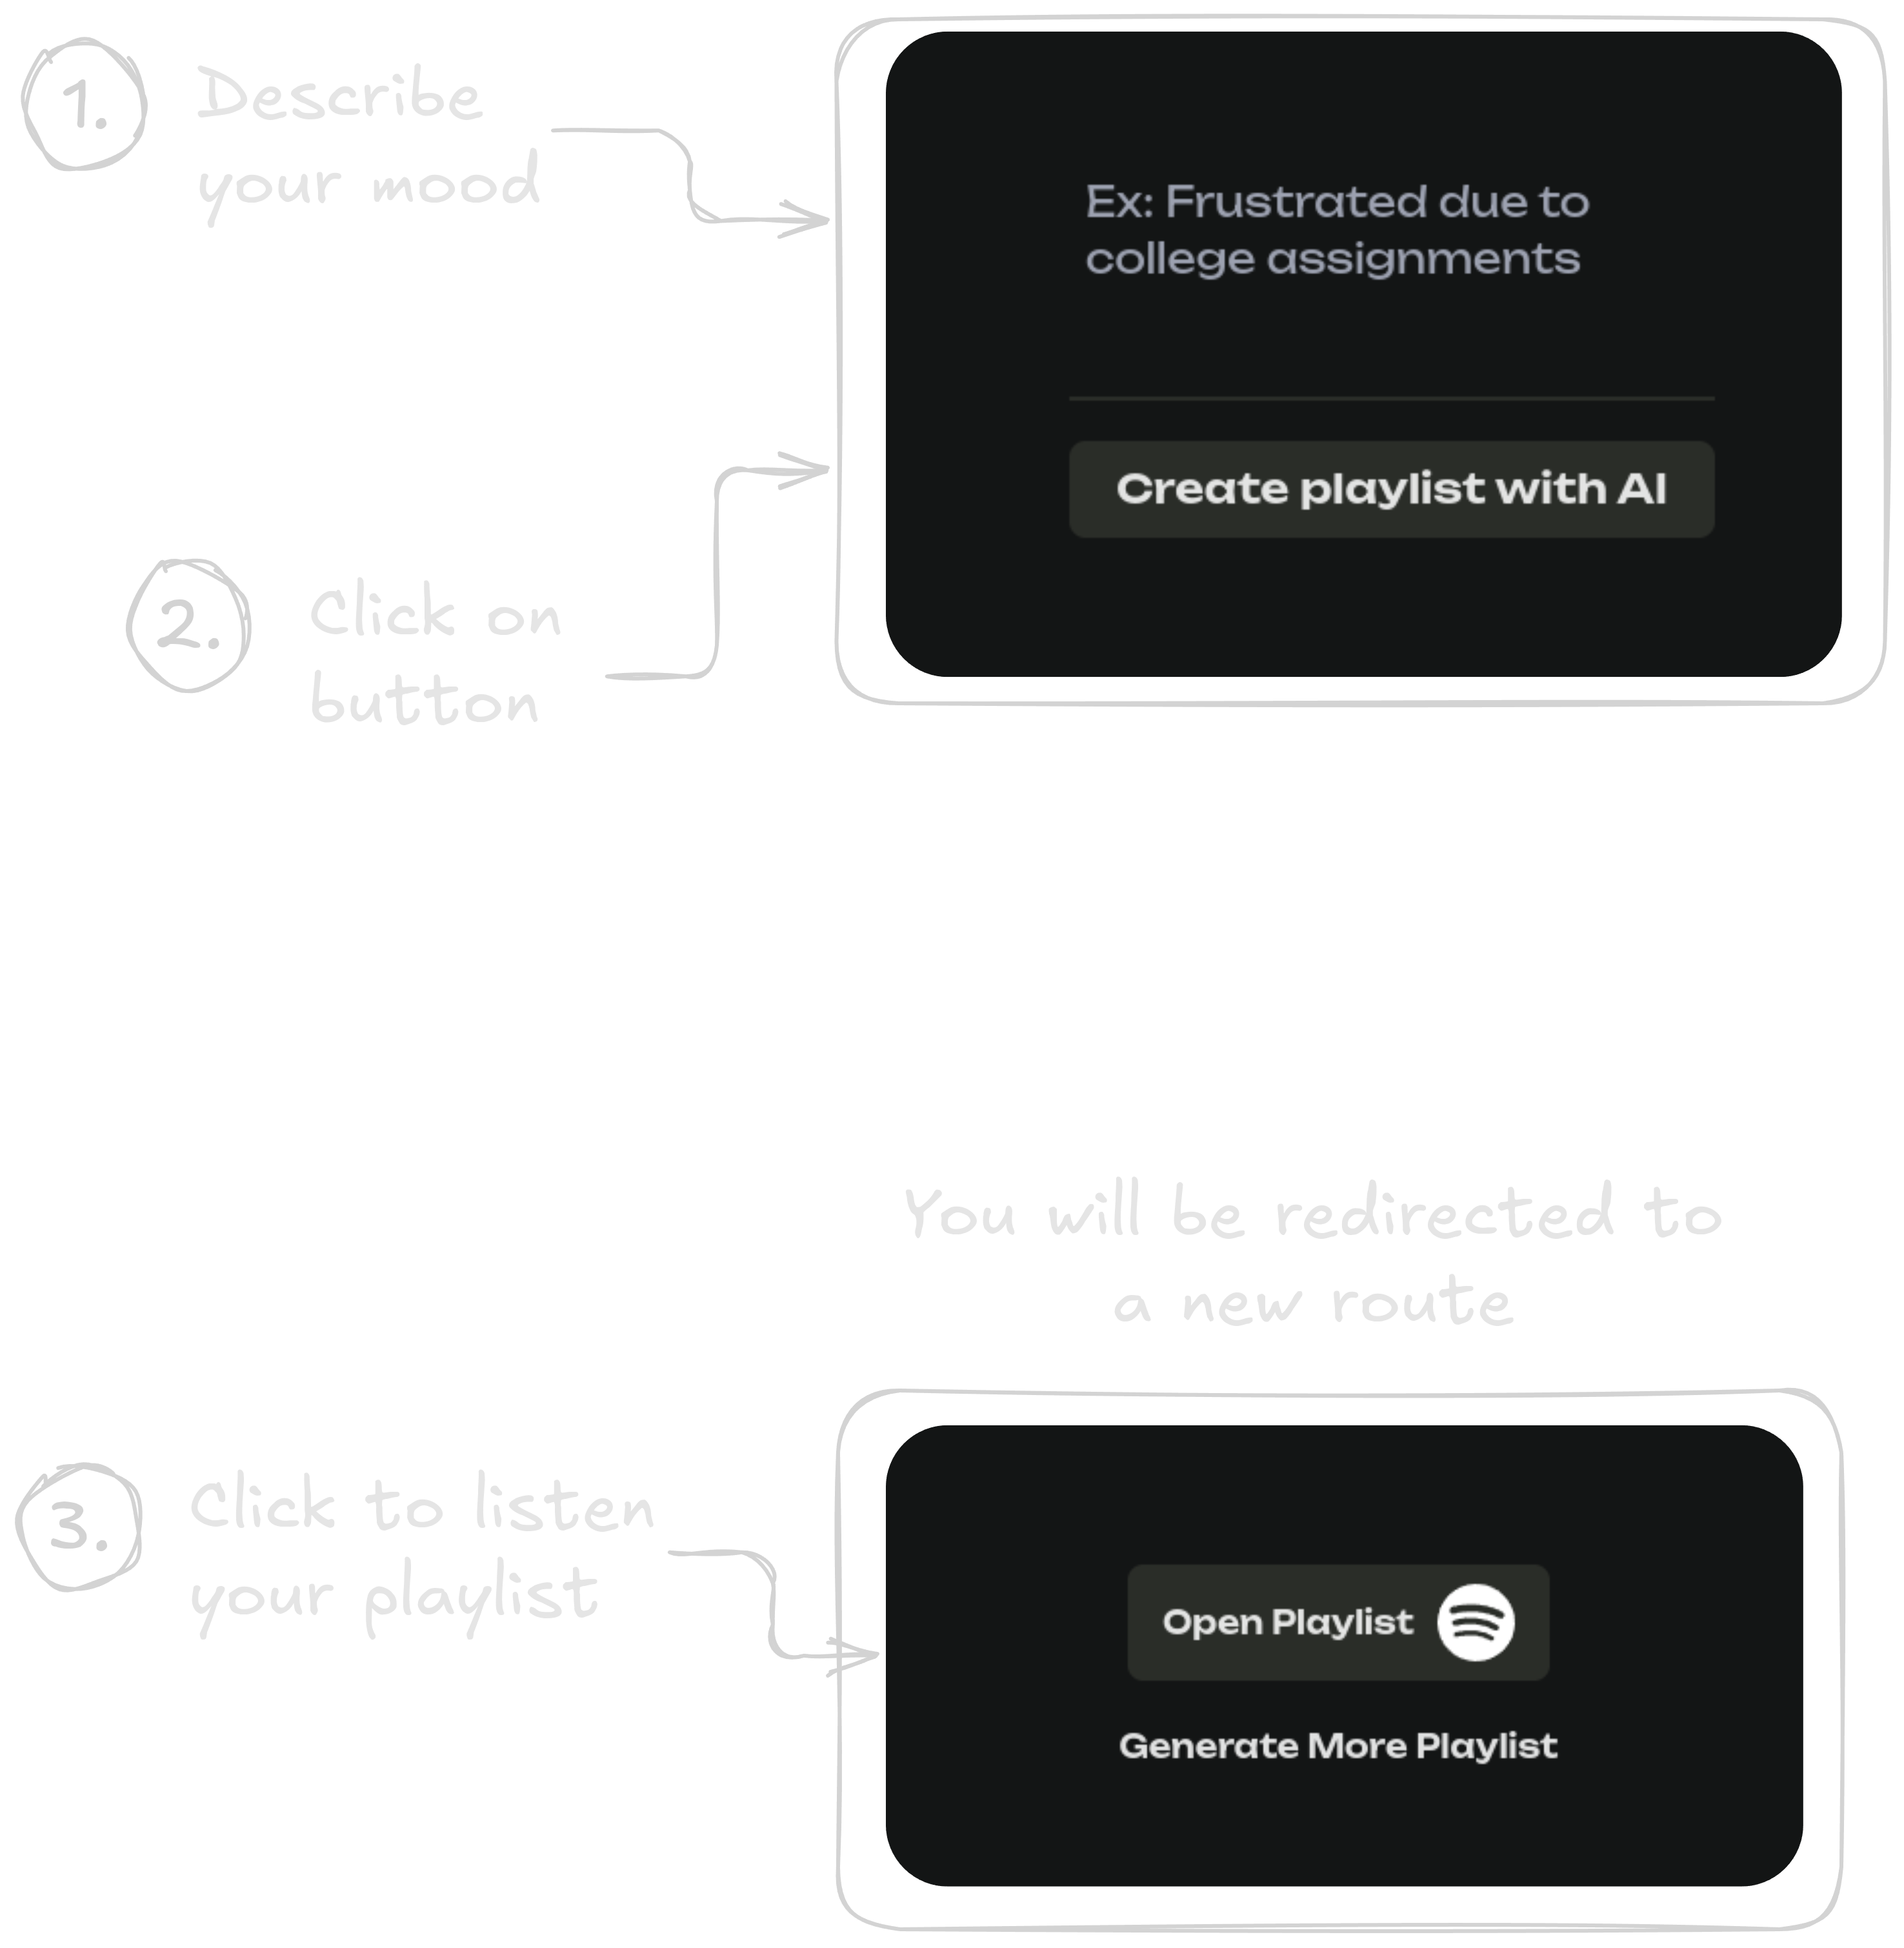 1.
Describe
your mood
Ex: Frustrated due to
college assignments
Create playlist with AI
2.
Click on
button
You will be redirected to
a new route
3.
Click to listen
your playlist
Open Playlist
Generate More Playlist